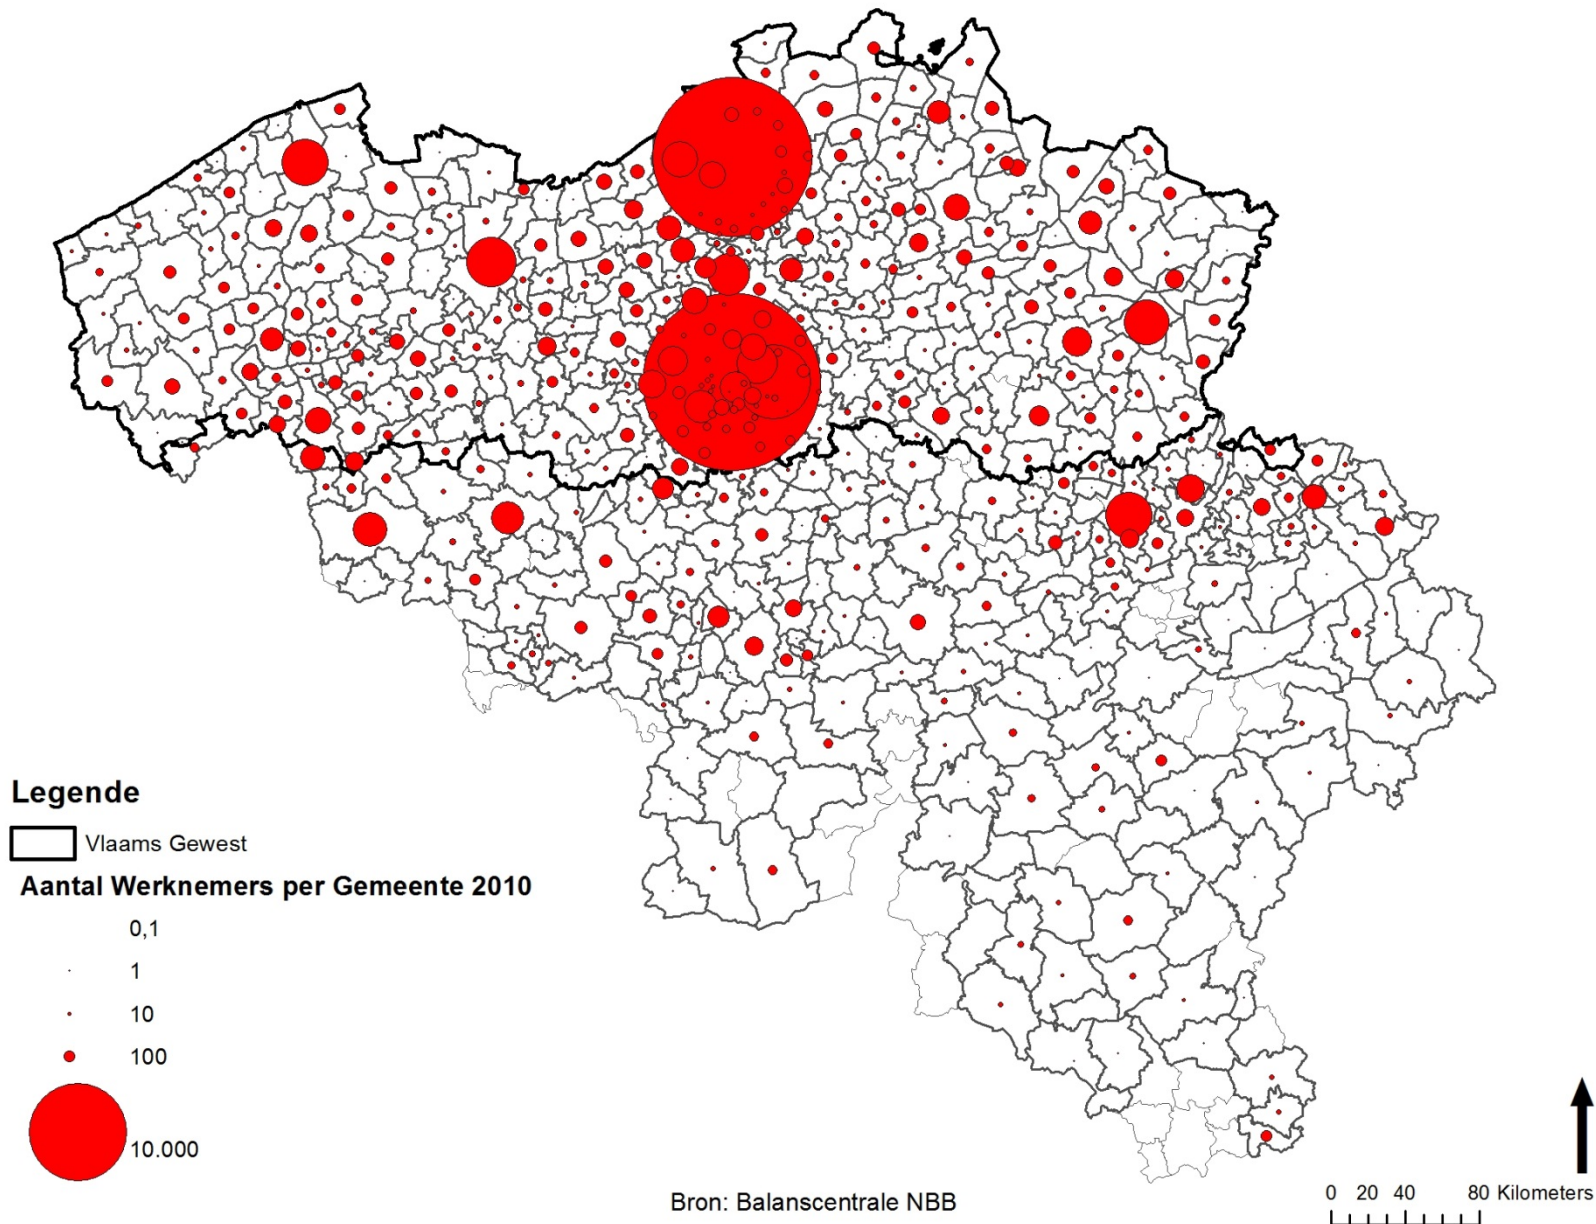 Legende
Vlaams Gewest
Aantal Werknemers per Gemeente 2010
0,1
1
10
100
10.000
Bron: Balanscentrale NBB
0 20 40 80 Kilometers